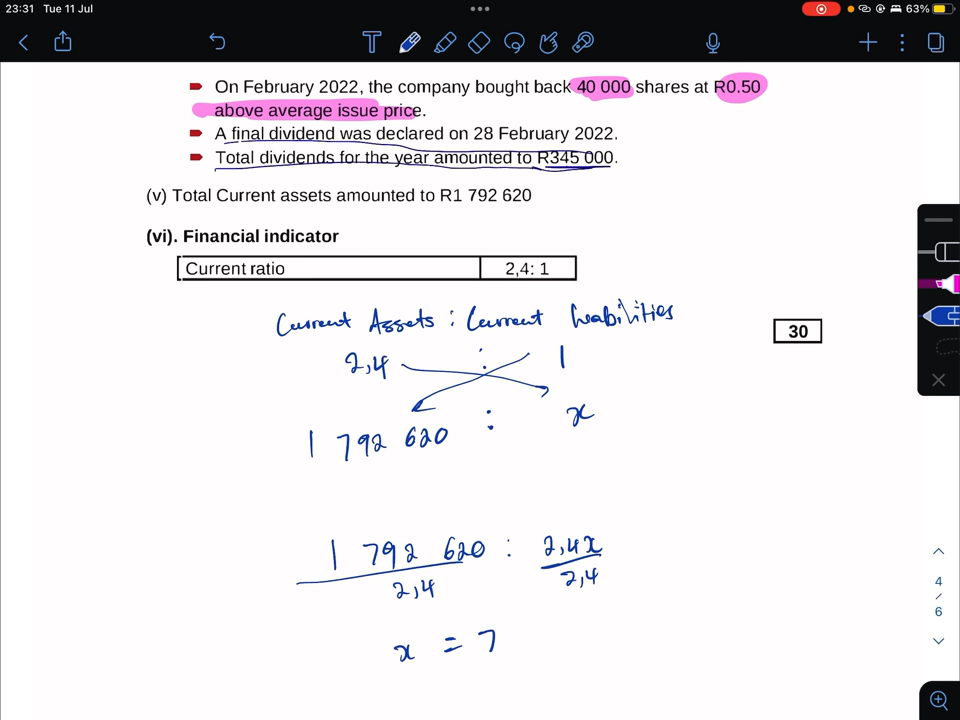 23:31 Tue 11 Jul
63%
On February 2022, the company bought back 40 000 shares at R0.50
above average issue price.
A final dividend was declared on 28 February 2022.
Total dividends for the year amounted to R345 000.
(v) Total Current assets amounted to R1 792 620
(vi). Financial indicator
Current ratio 2,4: 1
30
Current Assets : Current liabilities
2,4 : 1
1 792 620 : x
1 792 620 : 2,4x
2,4 2,4
x = 7
4
/
6